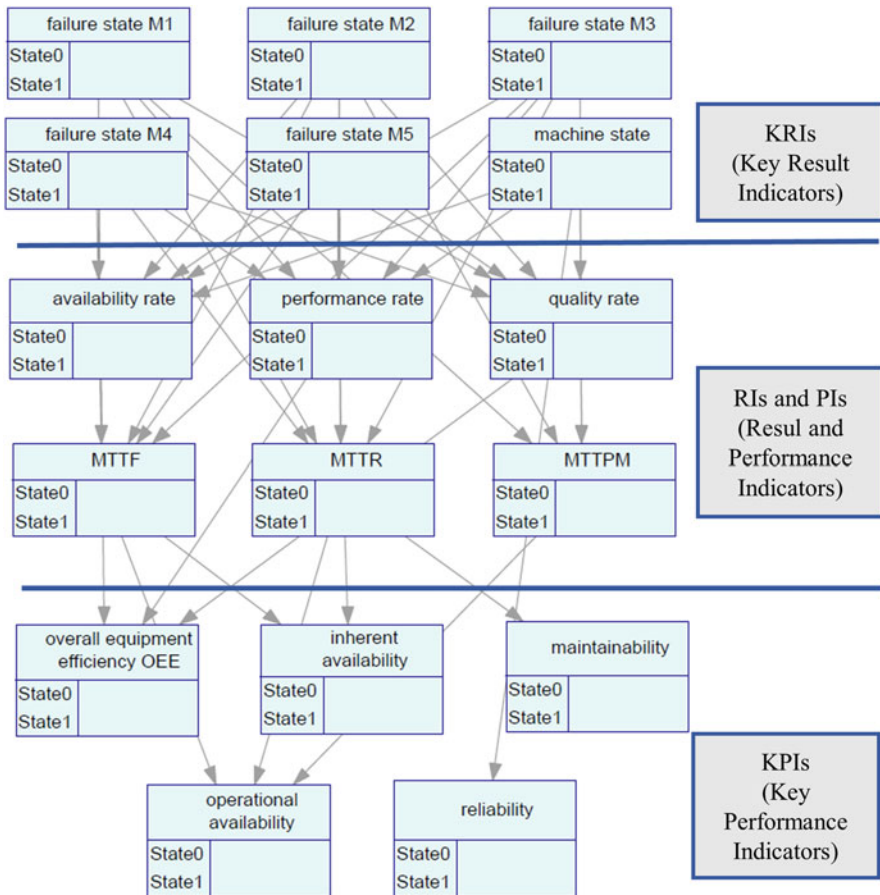 failure state M1
State0
State1
failure state M2
State0
State1
failure state M3
State0
State1
failure state M4
State0
State1
failure state M5
State0
State1
machine state
State0
State1
KRIs
(Key Result
Indicators)
availability rate
State0
State1
performance rate
State0
State1
quality rate
State0
State1
RIs and PIs
(Resul and
Performance
Indicators)
MTTF
State0
State1
MTTR
State0
State1
MTTPM
State0
State1
overall equipment
efficiency OEE
State0
State1
inherent
availability
State0
State1
maintainability
State0
State1
KPIs
(Key
Performance
Indicators)
operational
availability
State0
State1
reliability
State0
State1